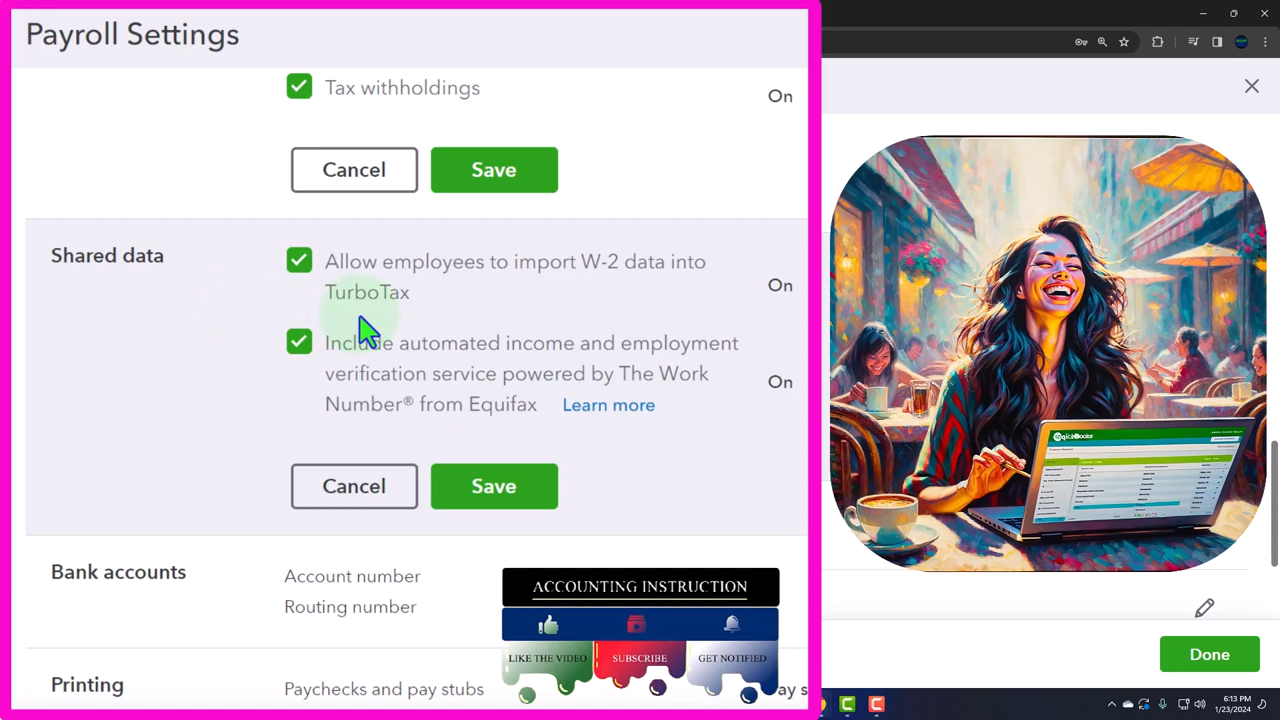 Payroll Settings
Tax withholdings
On
Cancel
Save
Shared data
Allow employees to import W-2 data into
TurboTax
On
Include automated income and employment
verification service powered by The Work
Number® from Equifax Learn more
On
Cancel
Save
Bank accounts
Account number
Routing number
ACCOUNTING INSTRUCTION
LIKE THE VIDEO
SUBSCRIBE
GET NOTIFIED
Printing
Paychecks and pay stubs
ay s
Done
6:13 PM
1/23/2024